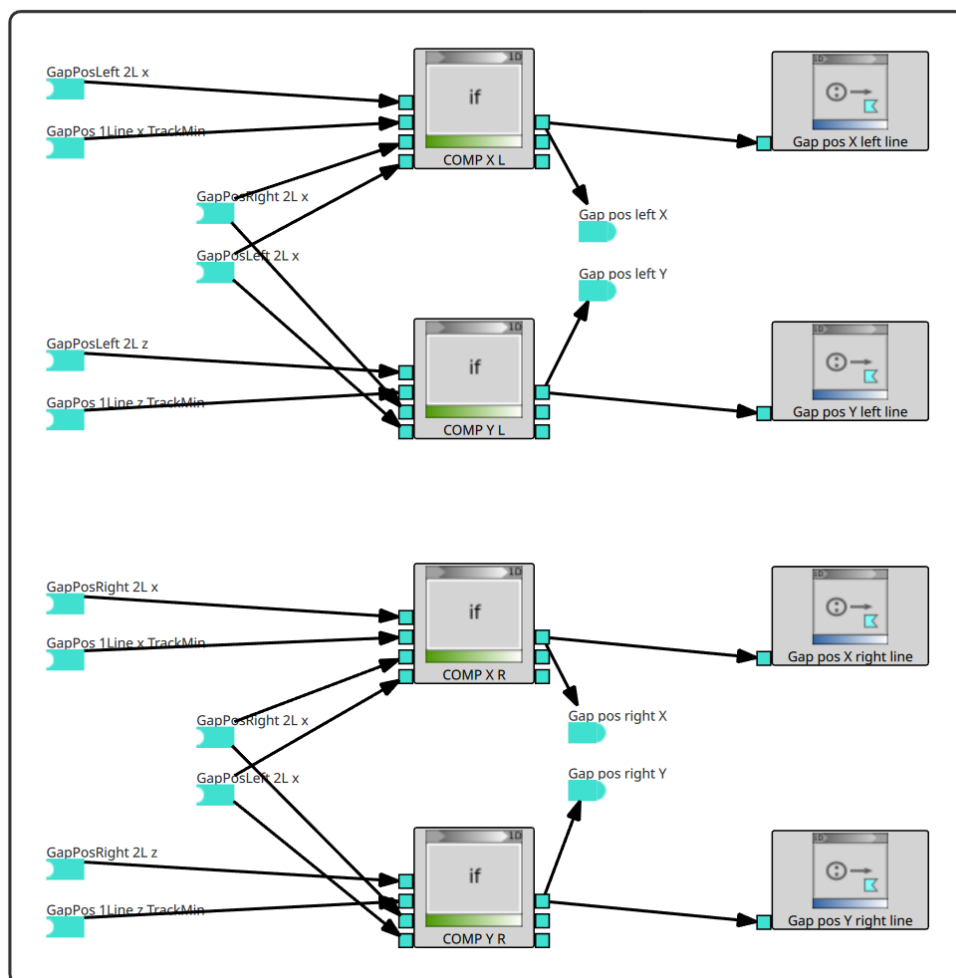 GapPosLeft 2L x
1D
if
COMP X L
1D
Gap pos X left line
GapPos 1Line x TrackMin
GapPosRight 2L x
Gap pos left X
GapPosLeft 2L x
Gap pos left Y
GapPosLeft 2L z
1D
if
COMP Y L
1D
Gap pos Y left line
GapPos 1Line z TrackMin
GapPosRight 2L x
1D
if
COMP X R
1D
Gap pos X right line
GapPos 1Line x TrackMin
GapPosRight 2L x
Gap pos right X
GapPosLeft 2L x
Gap pos right Y
GapPosRight 2L z
1D
if
COMP Y R
1D
Gap pos Y right line
GapPos 1Line z TrackMin